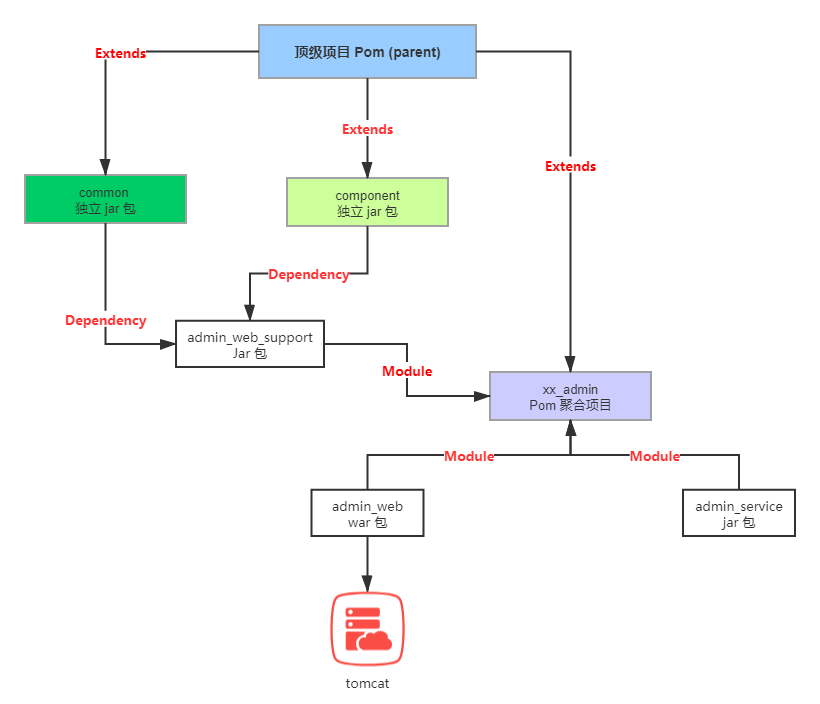 顶级项目 Pom (parent)
Extends
Extends
Extends
common
独立 jar 包
component
独立 jar 包
Dependency
Dependency
admin_web_support
Jar 包
Module
xx_admin
Pom 聚合项目
Module
Module
admin_web
war 包
admin_service
jar 包
tomcat